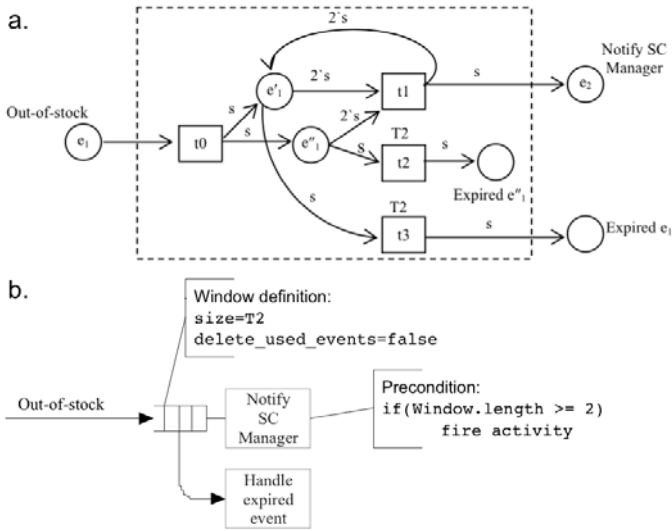 a.
2`s
Notify SC
Manager
Out-of-stock
e'₁
2`s
t1
s
e₂
s
2`s
e₁
t0
s
e''₁
T2
s
t2
s
Expired e''₁
s
T2
t3
s
Expired e₁
b.
Window definition:
size=T2
delete_used_events=false
Out-of-stock
Notify
SC
Manager
Precondition:
if(Window.length >= 2)
fire activity
Handle
expired
event